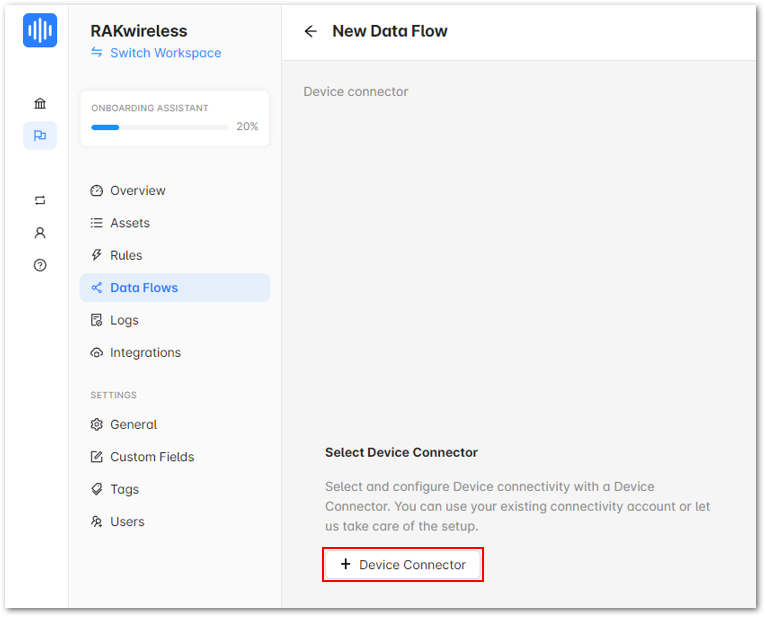 RAKwireless
Switch Workspace
ONBOARDING ASSISTANT
20%
Overview
Assets
Rules
Data Flows
Logs
Integrations
SETTINGS
General
Custom Fields
Tags
Users
New Data Flow
Device connector
Select Device Connector
Select and configure Device connectivity with a Device
Connector. You can use your existing connectivity account or let
us take care of the setup.
+ Device Connector